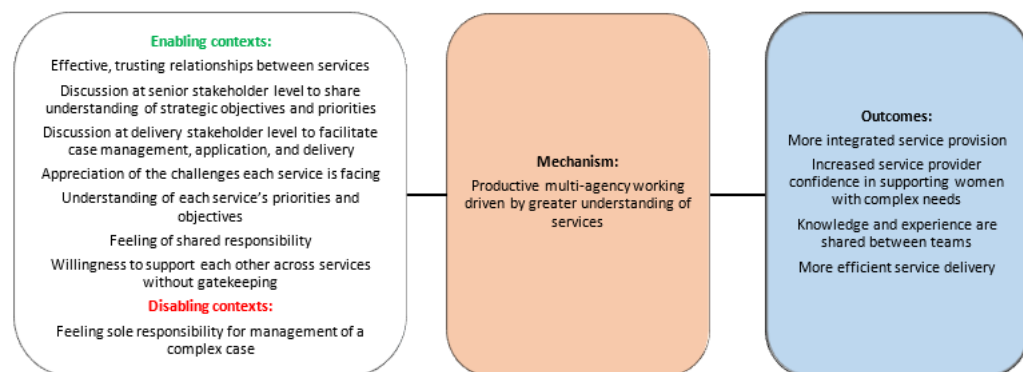 Enabling contexts:
Effective, trusting relationships between services
Discussion at senior stakeholder level to share
understanding of strategic objectives and priorities
Discussion at delivery stakeholder level to facilitate
case management, application, and delivery
Appreciation of the challenges each service is facing
Understanding of each service's priorities and
objectives
Feeling of shared responsibility
Willingness to support each other across services
without gatekeeping
Disabling contexts:
Feeling sole responsibility for management of a
complex case
Mechanism:
Productive multi-agency working
driven by greater understanding of
services
Outcomes:
More integrated service provision
Increased service provider
confidence in supporting women
with complex needs
Knowledge and experience are
shared between teams
More efficient service delivery